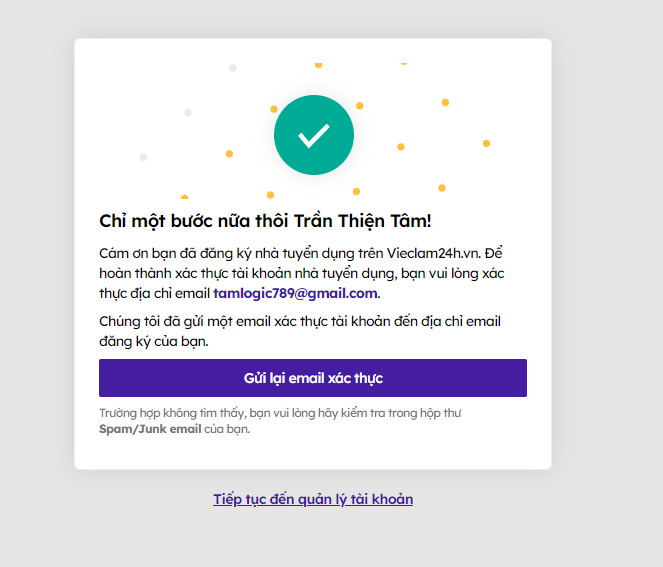 Chỉ một bước nữa thôi Trần Thiện Tâm!
Cám ơn bạn đã đăng ký nhà tuyển dụng trên Vieclam24h.vn. Để
hoàn thành xác thực tài khoản nhà tuyển dụng, bạn vui lòng xác
thực địa chỉ email tamlogic789@gmail.com.
Chúng tôi đã gửi một email xác thực tài khoản đến địa chỉ email
đăng ký của bạn.
Gửi lại email xác thực
Trường hợp không tìm thấy, bạn vui lòng hãy kiểm tra trong hộp thư
Spam/Junk email của bạn.
Tiếp tục đến quản lý tài khoản